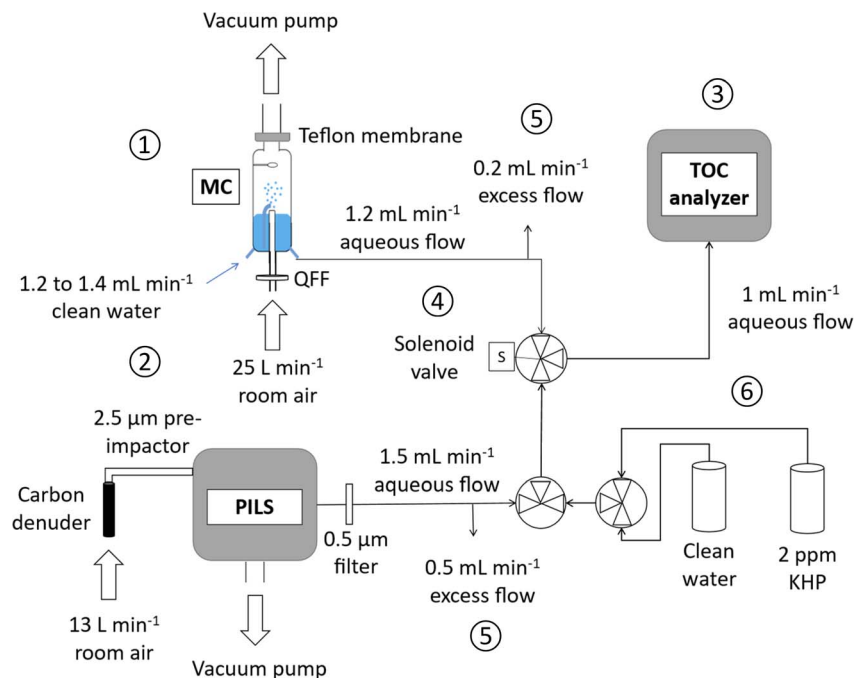 Vacuum pump
①
Teflon membrane
MC
1.2 mL min⁻¹
aqueous flow
⑤
0.2 mL min⁻¹
excess flow
③
TOC
analyzer
1.2 to 1.4 mL min⁻¹
clean water
QFF
25 L min⁻¹
room air
④
Solenoid
valve
S
1 mL min⁻¹
aqueous flow
②
2.5 µm pre-
impactor
Carbon
denuder
13 L min⁻¹
room air
PILS
Vacuum pump
0.5 µm
filter
1.5 mL min⁻¹
aqueous flow
0.5 mL min⁻¹
excess flow
⑤
⑥
Clean
water
2 ppm
KHP